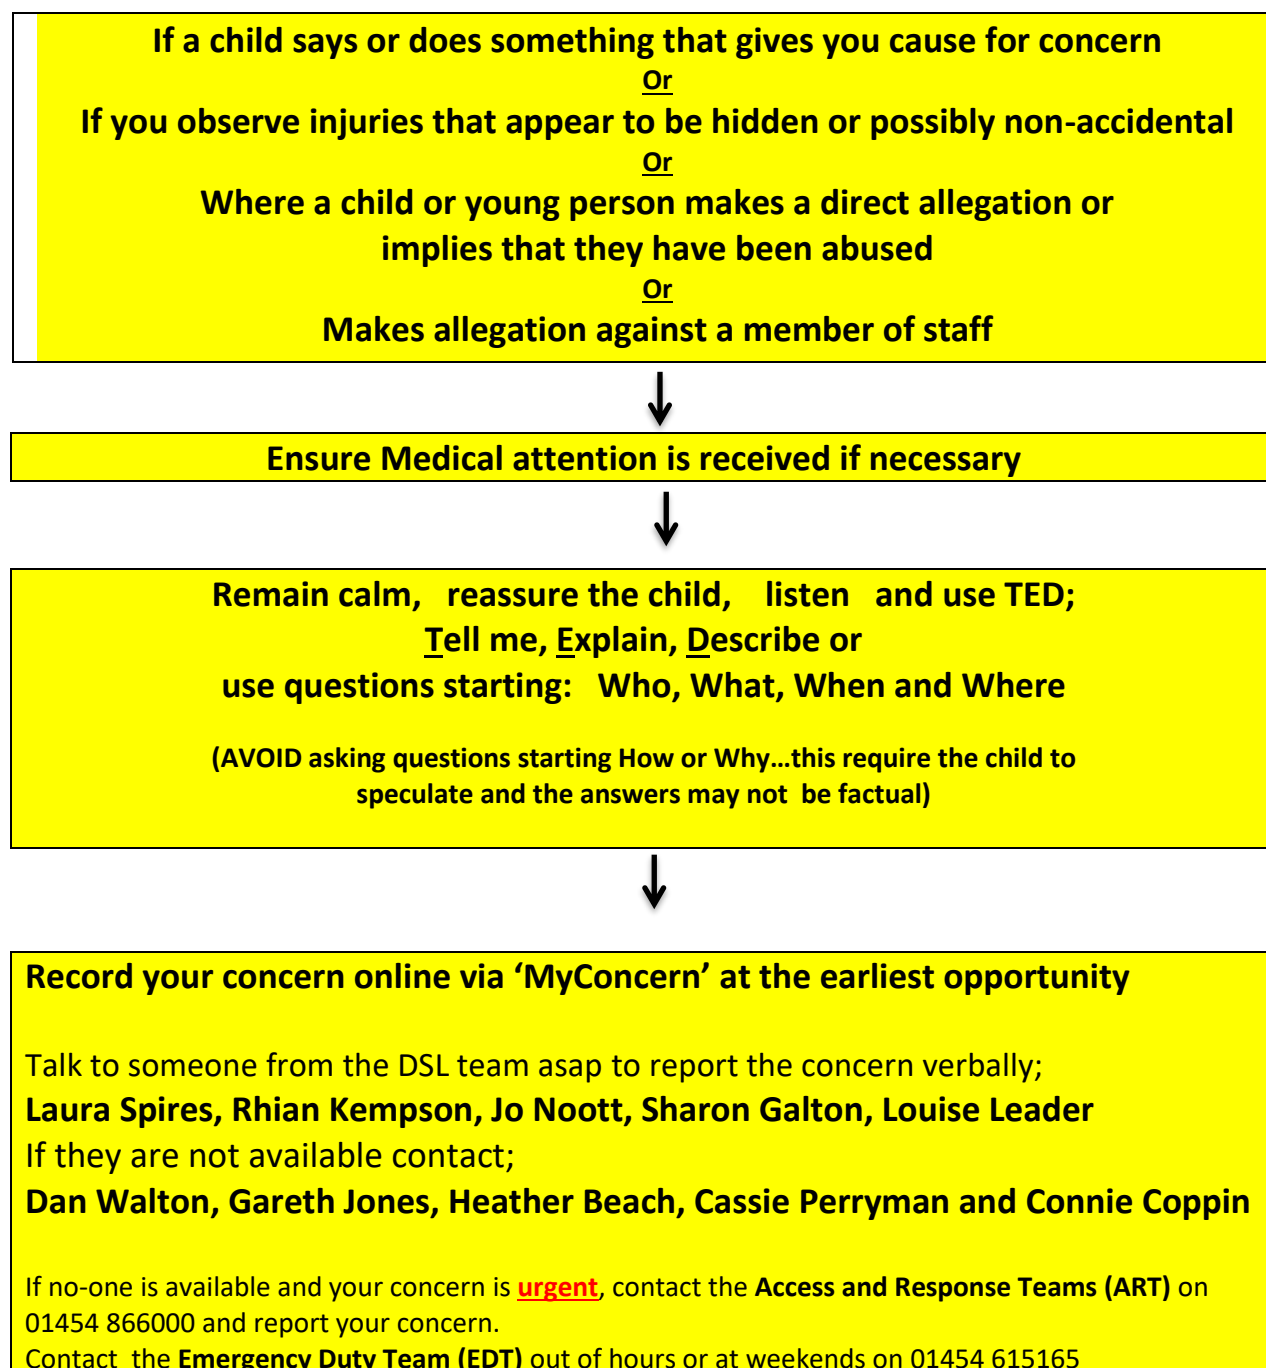 If a child says or does something that gives you cause for concern
Or
If you observe injuries that appear to be hidden or possibly non-accidental
Or
Where a child or young person makes a direct allegation or
implies that they have been abused
Or
Makes allegation against a member of staff
Ensure Medical attention is received if necessary
Remain calm, reassure the child, listen and use TED;
Tell me, Explain, Describe or
use questions starting: Who, What, When and Where
(AVOID asking questions starting How or Why…this require the child to
speculate and the answers may not be factual)
Record your concern online via ‘MyConcern’ at the earliest opportunity
Talk to someone from the DSL team asap to report the concern verbally;
Laura Spires, Rhian Kempson, Jo Noott, Sharon Galton, Louise Leader
If they are not available contact;
Dan Walton, Gareth Jones, Heather Beach, Cassie Perryman and Connie Coppin
If no-one is available and your concern is urgent, contact the Access and Response Teams (ART) on
01454 866000 and report your concern.
Contact the Emergency Duty Team (EDT) out of hours or at weekends on 01454 615165